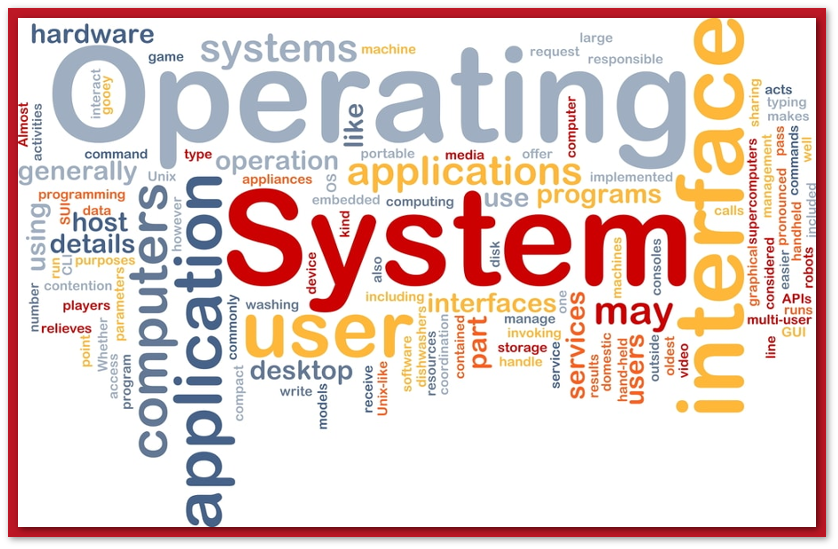 hardware
Operating
systems
machine
game
large
request
responsible
interact
gooey
Almost
activities
like
computer
interface
sharing
acts
typing
makes
command
type
operation
portable
media
offer
generally
Unix
appliances
OS
applications
implemented
programming
SUI
data
using
host
details
computers
however
application
embedded
computing
use
programs
calls
System
kind
device
also
disk
machines
consoles
graphical
supercomputers
management
pronounced
pass
commands
handheld
well
easier
considered
included
robots
run
CLI
purposes
contention
number
players
parameters
relieves
point
Whether
access
program
commonly
washing
including
interfaces
one
may
user
manage
invoking
part
contained
coordination
resources
dishwashers
software
storage
handle
service
services
results
domestic
hand-held
users
outside
oldest
video
APIs
runs
multi-user
GUI
line
desktop
compact
write
models
receive
Unix-like